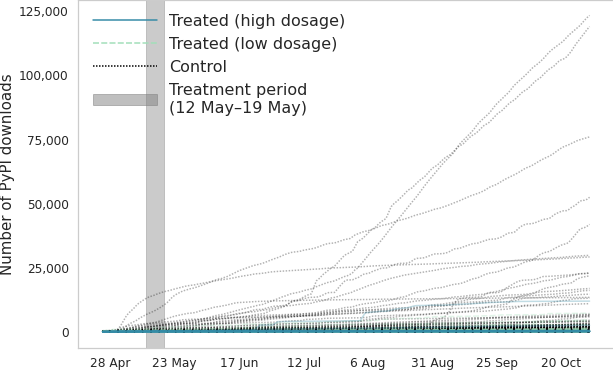 125,000
100,000
75,000
50,000
25,000
0
Number of PyPI downloads
Treated (high dosage)
Treated (low dosage)
Control
Treatment period
(12 May–19 May)
28 Apr 23 May 17 Jun 12 Jul 6 Aug 31 Aug 25 Sep 20 Oct